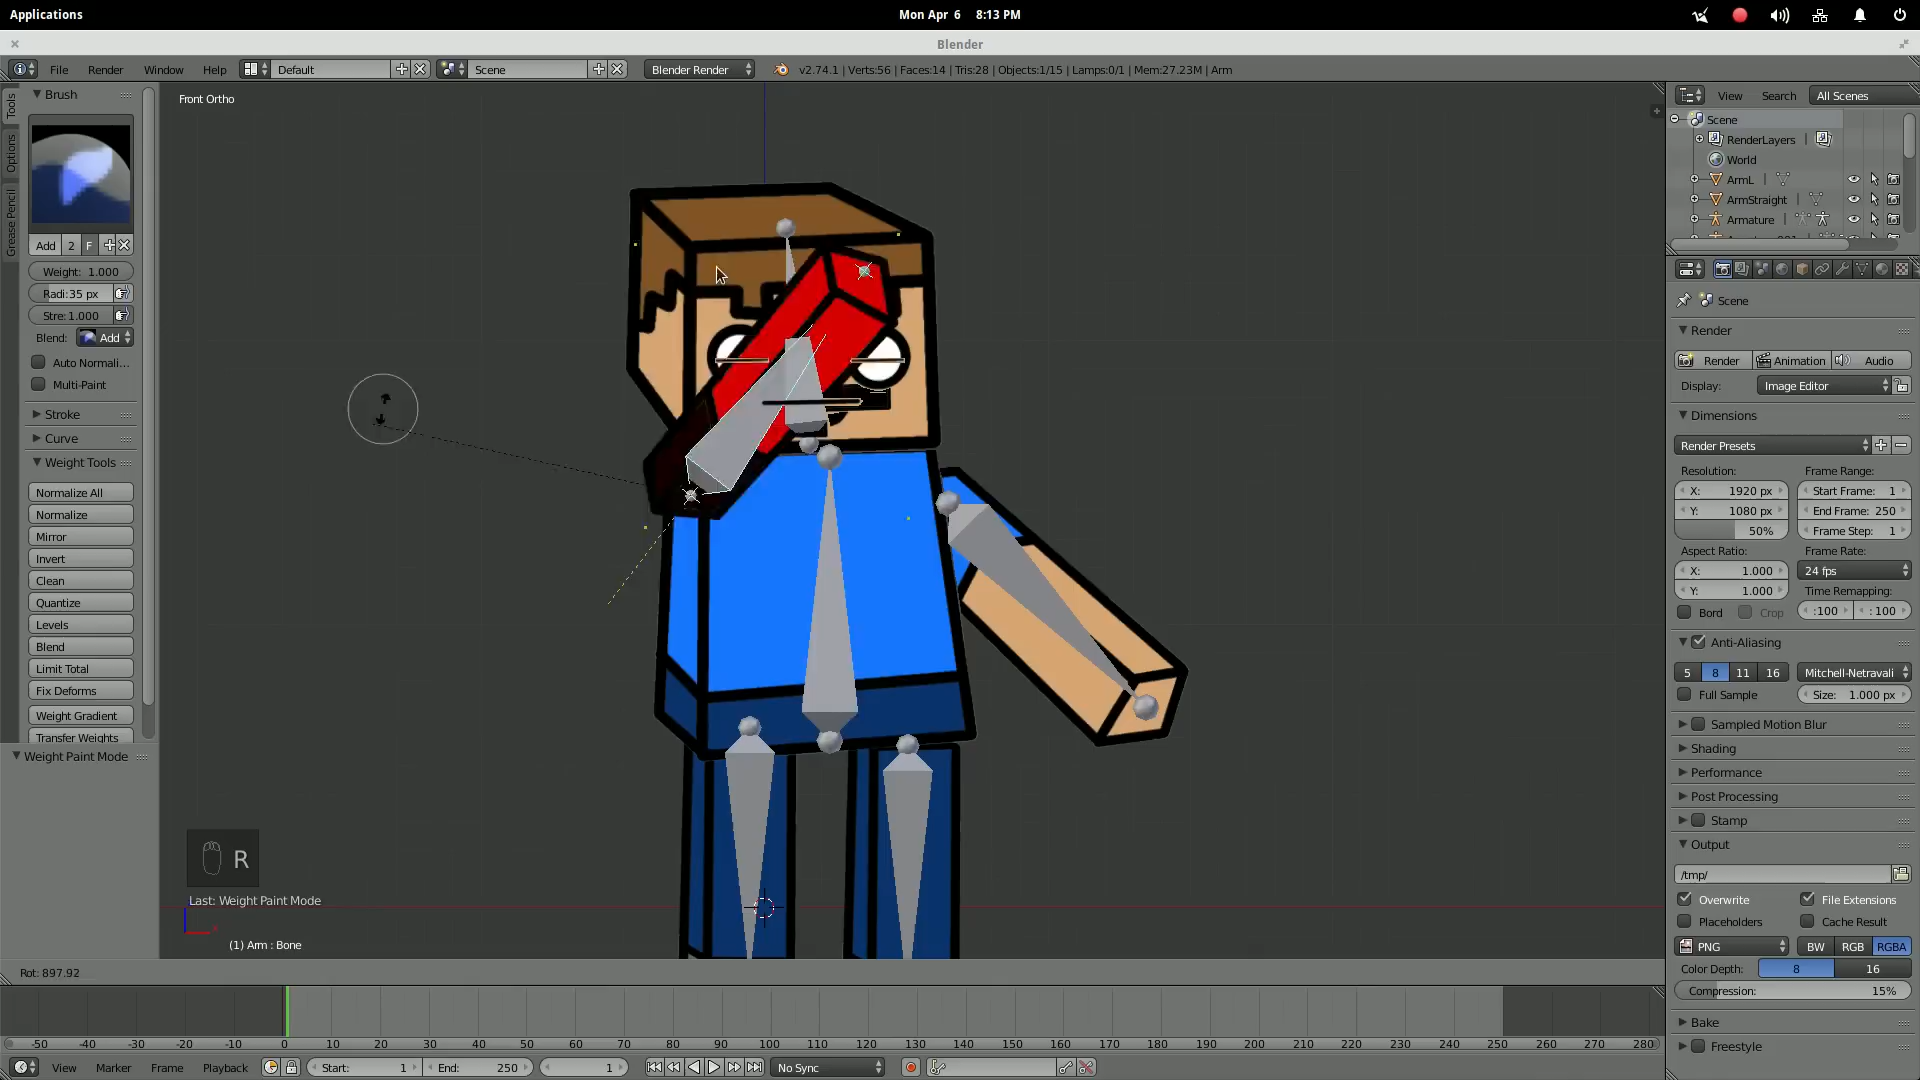 Applications
Mon Apr 6 8:13 PM
Blender
File Render Window Help Default Scene Blender Render v2.74.1 | Verts:56 | Faces:14 | Tris:28 | Objects:1/15 | Lamps:0/1 | Mem:27.23M | Arm
Tools
Options
Grease Pencil
Brush
Add 2 F
Weight: 1.000
Radi:35 px
Stre:1.000
Blend: Add
Auto Normali...
Multi-Paint
Stroke
Curve
Weight Tools
Normalize All
Normalize
Mirror
Invert
Clean
Quantize
Levels
Blend
Limit Total
Fix Deforms
Weight Gradient
Transfer Weights
Weight Paint Mode
Front Ortho
R
Last: Weight Paint Mode
(1) Arm : Bone
Rot: 897.92
View Search All Scenes
Scene
RenderLayers
World
ArmL
ArmStraight
Armature
Scene
Render
Render Animation Audio
Display: Image Editor
Dimensions
Render Presets
Resolution: Frame Range:
X: 1920 px Start Frame: 1
Y: 1080 px End Frame: 250
50% Frame Step: 1
Aspect Ratio: Frame Rate:
X: 1.000 24 fps
Y: 1.000 Time Remapping:
Bord Crop :100 : 100
Anti-Aliasing
5 8 11 16 Mitchell-Netravali
Full Sample Size: 1.000 px
Sampled Motion Blur
Shading
Performance
Post Processing
Stamp
Output
/tmp/
Overwrite File Extensions
Placeholders Cache Result
PNG BW RGB RGBA
Color Depth: 8 16
Compression: 15%
Bake
Freestyle
-50 -40 -30 -20 -10 0 10 20 30 40 50 60 70 80 90 100 110 120 130 140 150 160 170 180 190 200 210 220 230 240 250 260 270 280
View Marker Frame Playback Start: 1 End: 250 1 No Sync